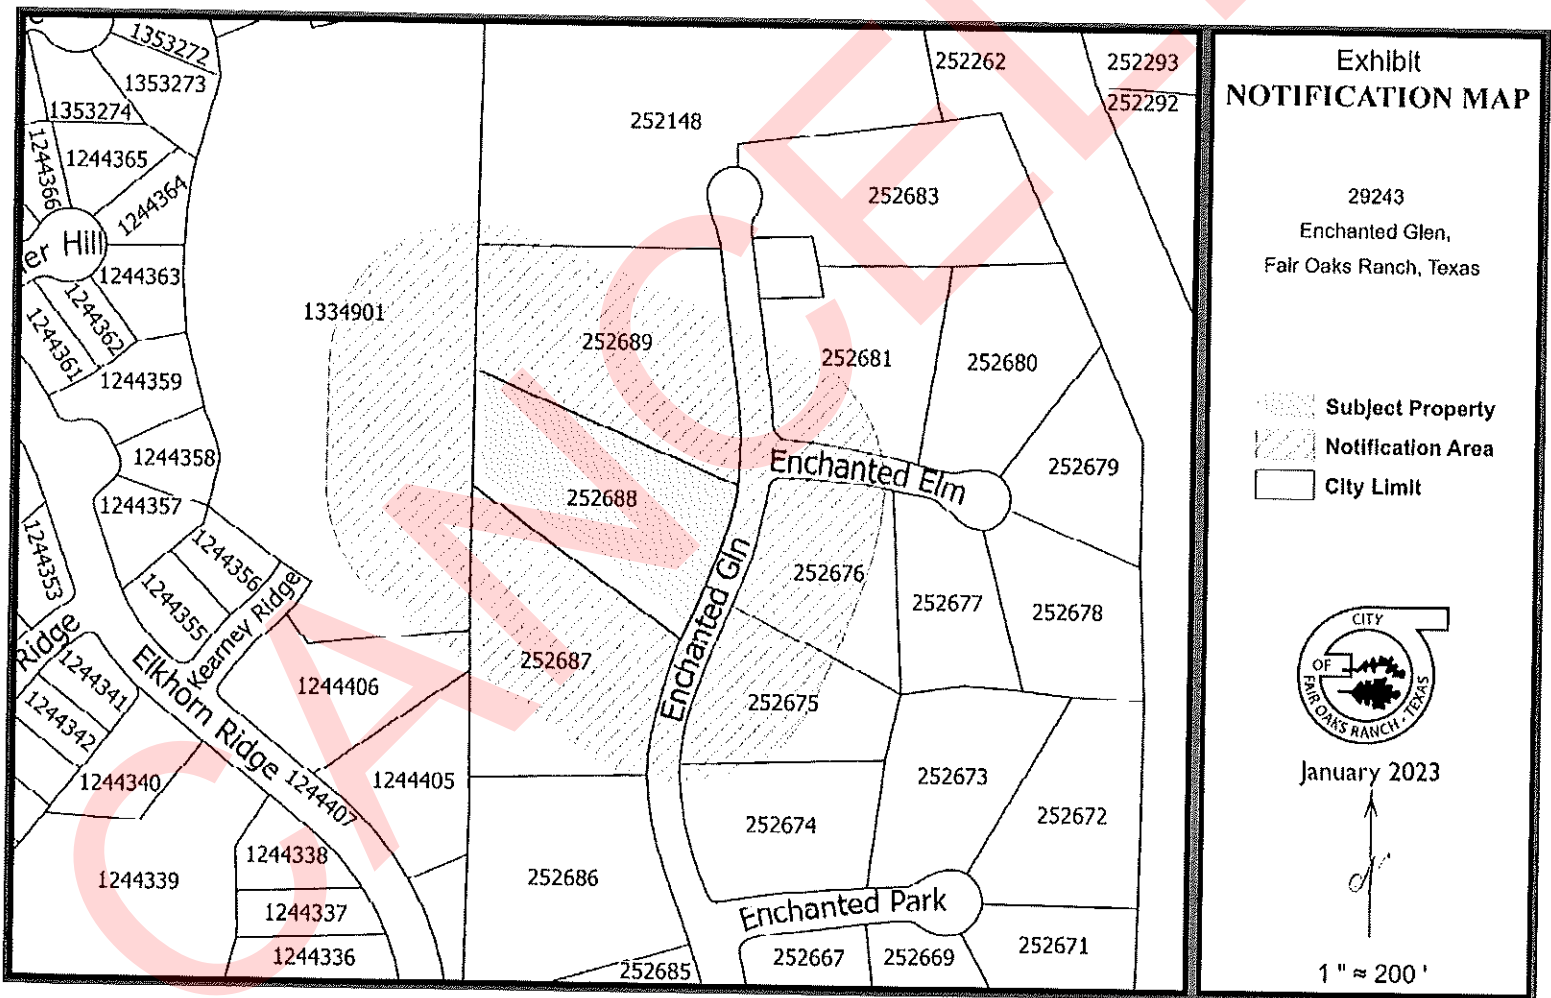 1353272
1353273
1353274
1244365
1244366
1244364
er Hill
1244363
1244362
1244361
1244359
1244358
1244357
1244356
1244355
1244353
Kearney Ridge
Ridge
Elkhorn Ridge
1244341
1244342
1244340
1244339
1244338
1244337
1244336
1244407
1244406
1244405
1334901
252148
252262
252293
252292
252683
252689
252681
252680
252679
Enchanted Elm
252688
Enchanted Gln
252676
252677
252678
252687
252675
252673
252672
252674
252686
Enchanted Park
252667
252669
252671
252685
CANCEL
Exhibit
NOTIFICATION MAP
29243
Enchanted Glen,
Fair Oaks Ranch, Texas
Subject Property
Notification Area
City Limit
CITY
OF
FAIR OAKS RANCH • TEXAS
January 2023
1 " ≈ 200 '